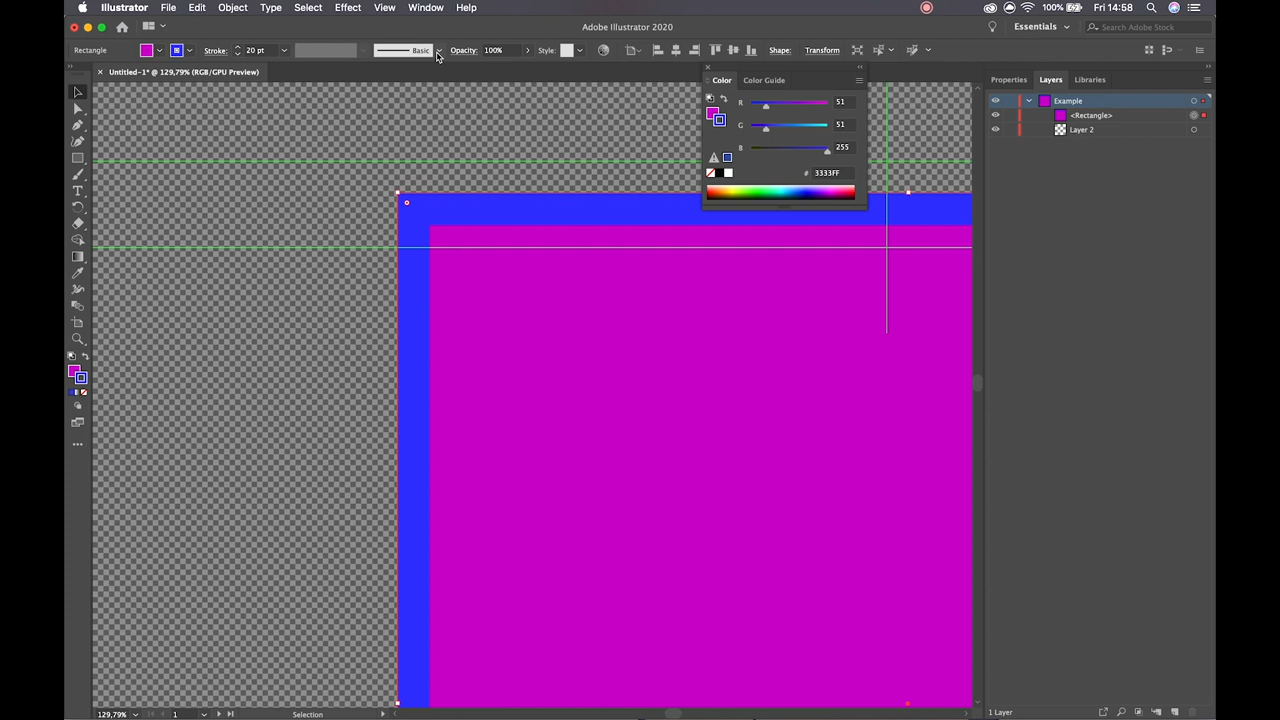 Illustrator File Edit Object Type Select Effect View Window Help 100% Fri 14:58
Adobe Illustrator 2020 Essentials Search Adobe Stock
Rectangle Stroke: 20 pt Basic Opacity: 100% Style: Shape: Transform
× Untitled-1* @ 129,79% (RGB/GPU Preview)
Color Color Guide
Properties Layers Libraries
R 51
G 51
B 255
# 3333FF
Example
<Rectangle>
Layer 2
129,79% 1 Selection
1 Layer